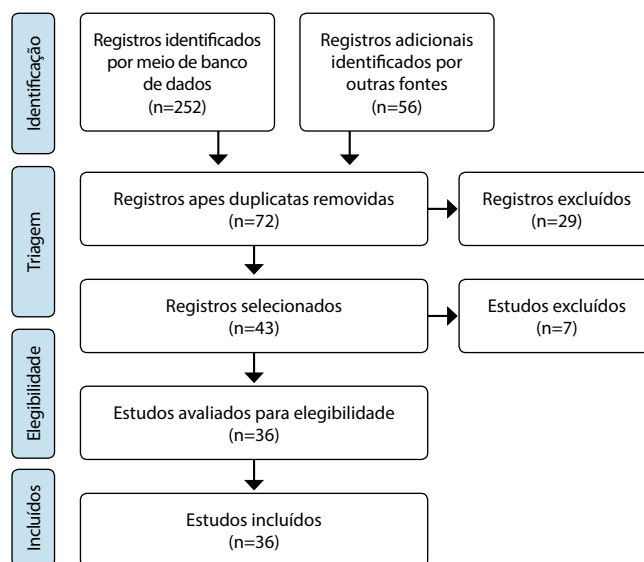 Identificação
Registros identificados
por meio de banco
de dados
(n=252)
Registros adicionais
identificados por
outras fontes
(n=56)
Triagem
Registros apes duplicatas removidas
(n=72)
Registros excluídos
(n=29)
Registros selecionados
(n=43)
Estudos excluídos
(n=7)
Elegibilidade
Estudos avaliados para elegibilidade
(n=36)
Incluídos
Estudos incluídos
(n=36)